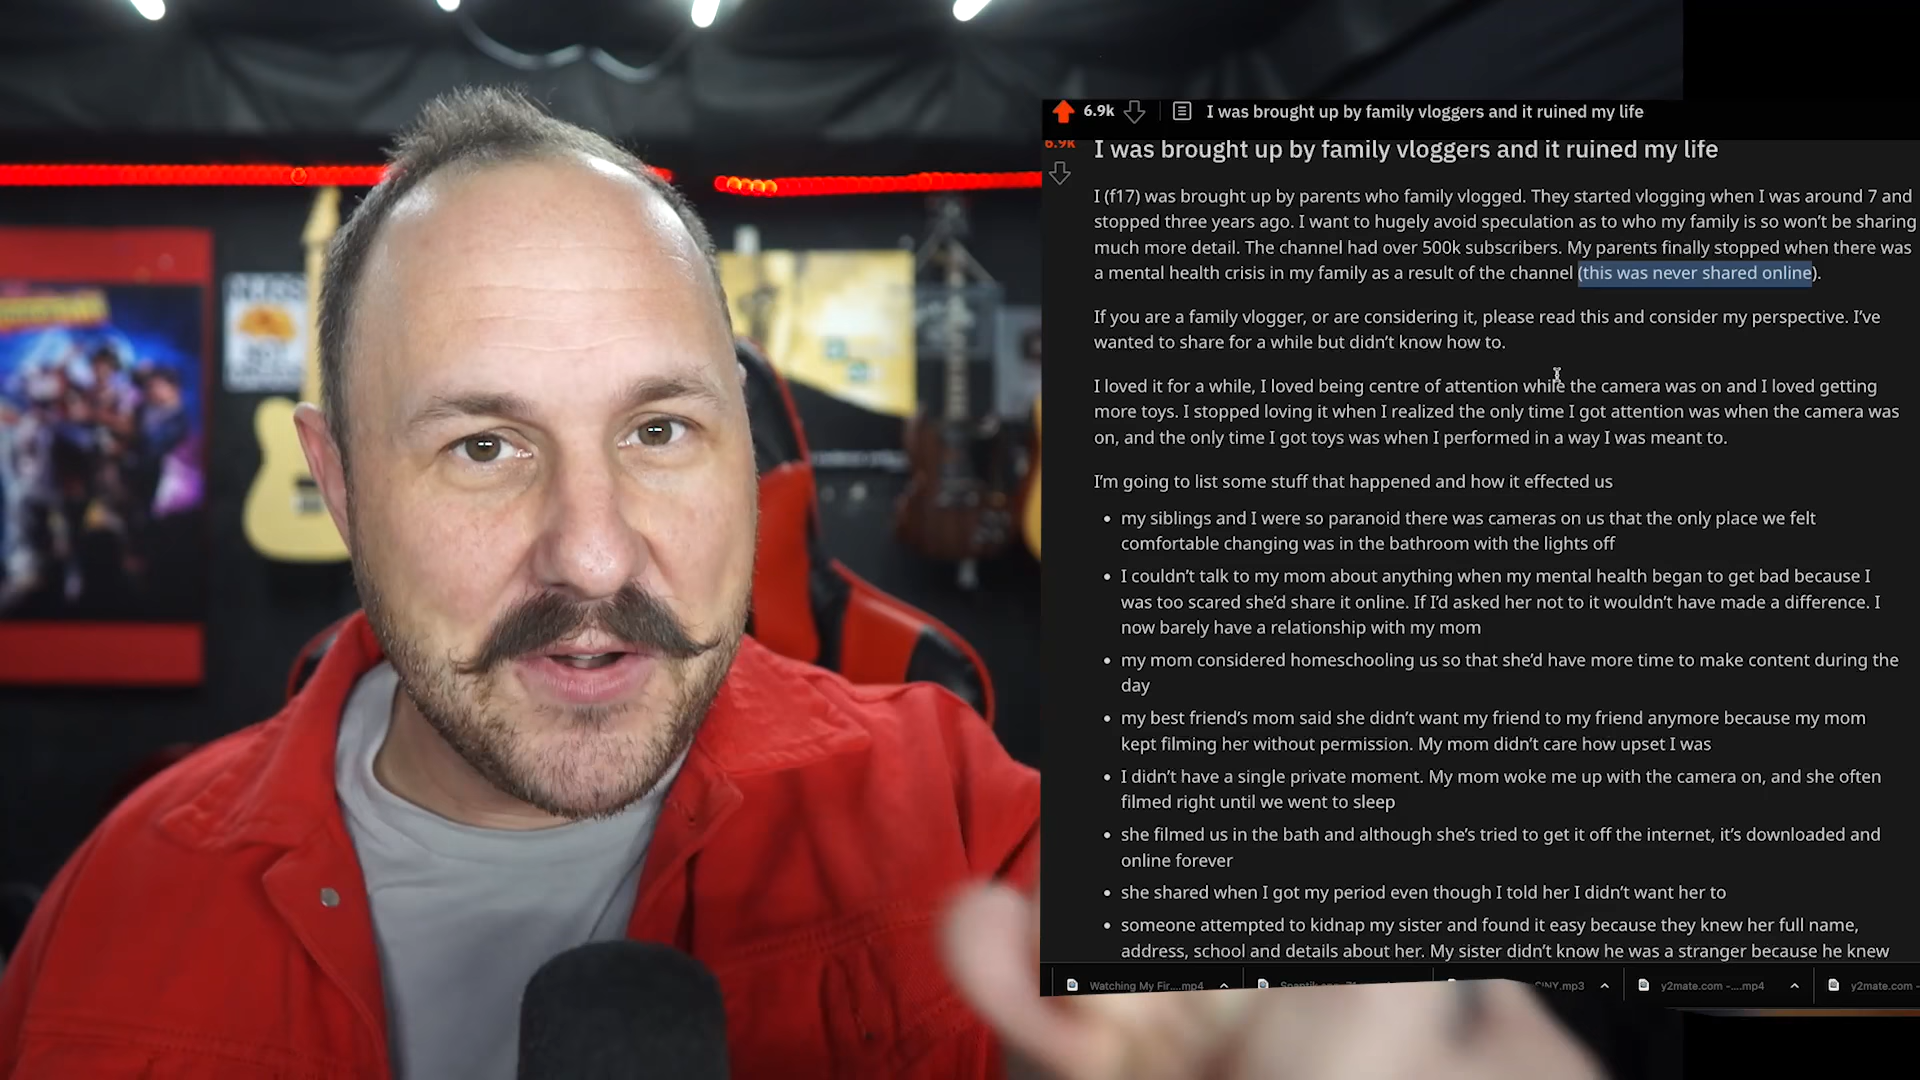 6.9k I was brought up by family vloggers and it ruined my life
6.9k
I was brought up by family vloggers and it ruined my life
I (f17) was brought up by parents who family vlogged. They started vlogging when I was around 7 and
stopped three years ago. I want to hugely avoid speculation as to who my family is so won't be sharing
much more detail. The channel had over 500k subscribers. My parents finally stopped when there was
a mental health crisis in my family as a result of the channel (this was never shared online).
If you are a family vlogger, or are considering it, please read this and consider my perspective. I've
wanted to share for a while but didn't know how to.
I loved it for a while, I loved being centre of attention while the camera was on and I loved getting
more toys. I stopped loving it when I realized the only time I got attention was when the camera was
on, and the only time I got toys was when I performed in a way I was meant to.
I'm going to list some stuff that happened and how it effected us
• my siblings and I were so paranoid there was cameras on us that the only place we felt
comfortable changing was in the bathroom with the lights off
• I couldn't talk to my mom about anything when my mental health began to get bad because I
was too scared she'd share it online. If I'd asked her not to it wouldn't have made a difference. I
now barely have a relationship with my mom
• my mom considered homeschooling us so that she'd have more time to make content during the
day
• my best friend's mom said she didn't want my friend to my friend anymore because my mom
kept filming her without permission. My mom didn't care how upset I was
• I didn't have a single private moment. My mom woke me up with the camera on, and she often
filmed right until we went to sleep
• she filmed us in the bath and although she's tried to get it off the internet, it's downloaded and
online forever
• she shared when I got my period even though I told her I didn't want her to
• someone attempted to kidnap my sister and found it easy because they knew her full name,
address, school and details about her. My sister didn't know he was a stranger because he knew
Watching My Fir....mp4 y2mate.com -....mp4 y2mate.com -